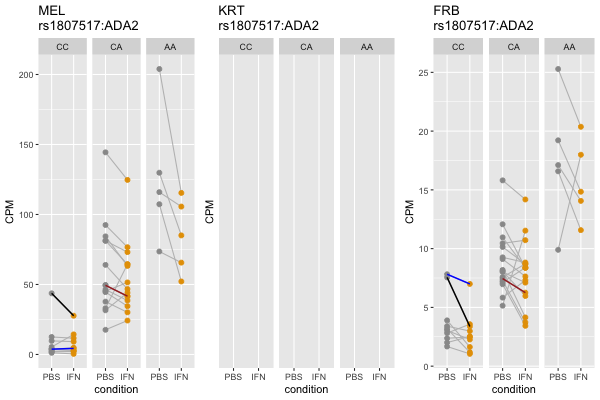 MEL
rs1807517:ADA2
CC CA AA
200
150
100
50
0
CPM
PBS IFN PBS IFN PBS IFN
condition
KRT
rs1807517:ADA2
CC CA AA
CPM
PBS IFN PBS IFN PBS IFN
condition
FRB
rs1807517:ADA2
CC CA AA
25
20
15
10
5
0
CPM
PBS IFN PBS IFN PBS IFN
condition